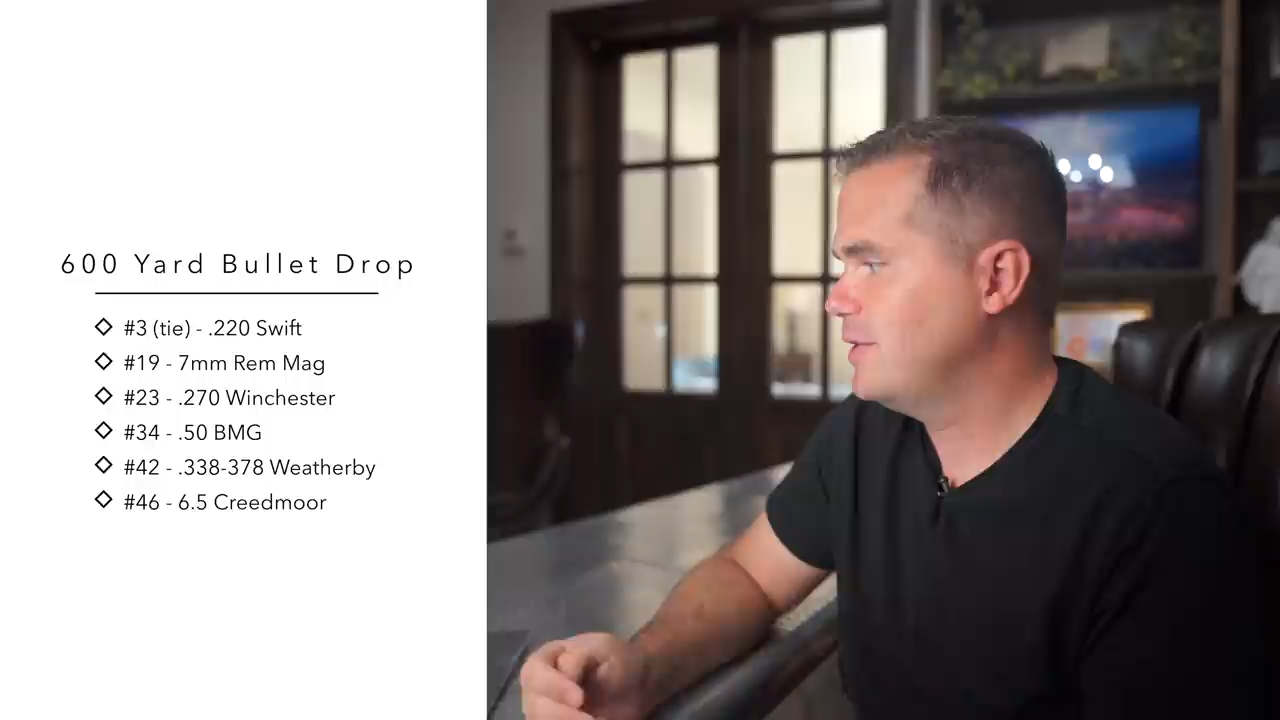 600 Yard Bullet Drop
#3 (tie) - .220 Swift
#19 - 7mm Rem Mag
#23 - .270 Winchester
#34 - .50 BMG
#42 - .338-378 Weatherby
#46 - 6.5 Creedmoor